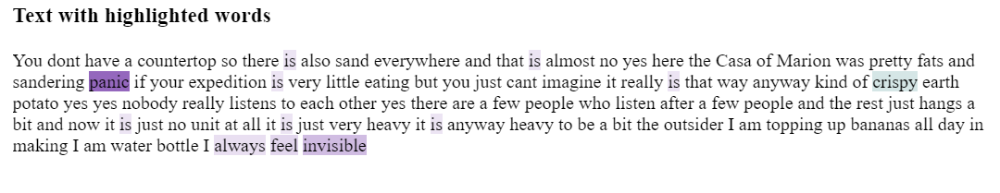 Text with highlighted words
You dont have a countertop so there is also sand everywhere and that is almost no yes here the Casa of Marion was pretty fats and
sandering panic if your expedition is very little eating but you just cant imagine it really is that way anyway kind of crispy earth
potato yes yes nobody really listens to each other yes there are a few people who listen after a few people and the rest just hangs a
bit and now it is just no unit at all it is just very heavy it is anyway heavy to be a bit the outsider I am topping up bananas all day in
making I am water bottle I always feel invisible